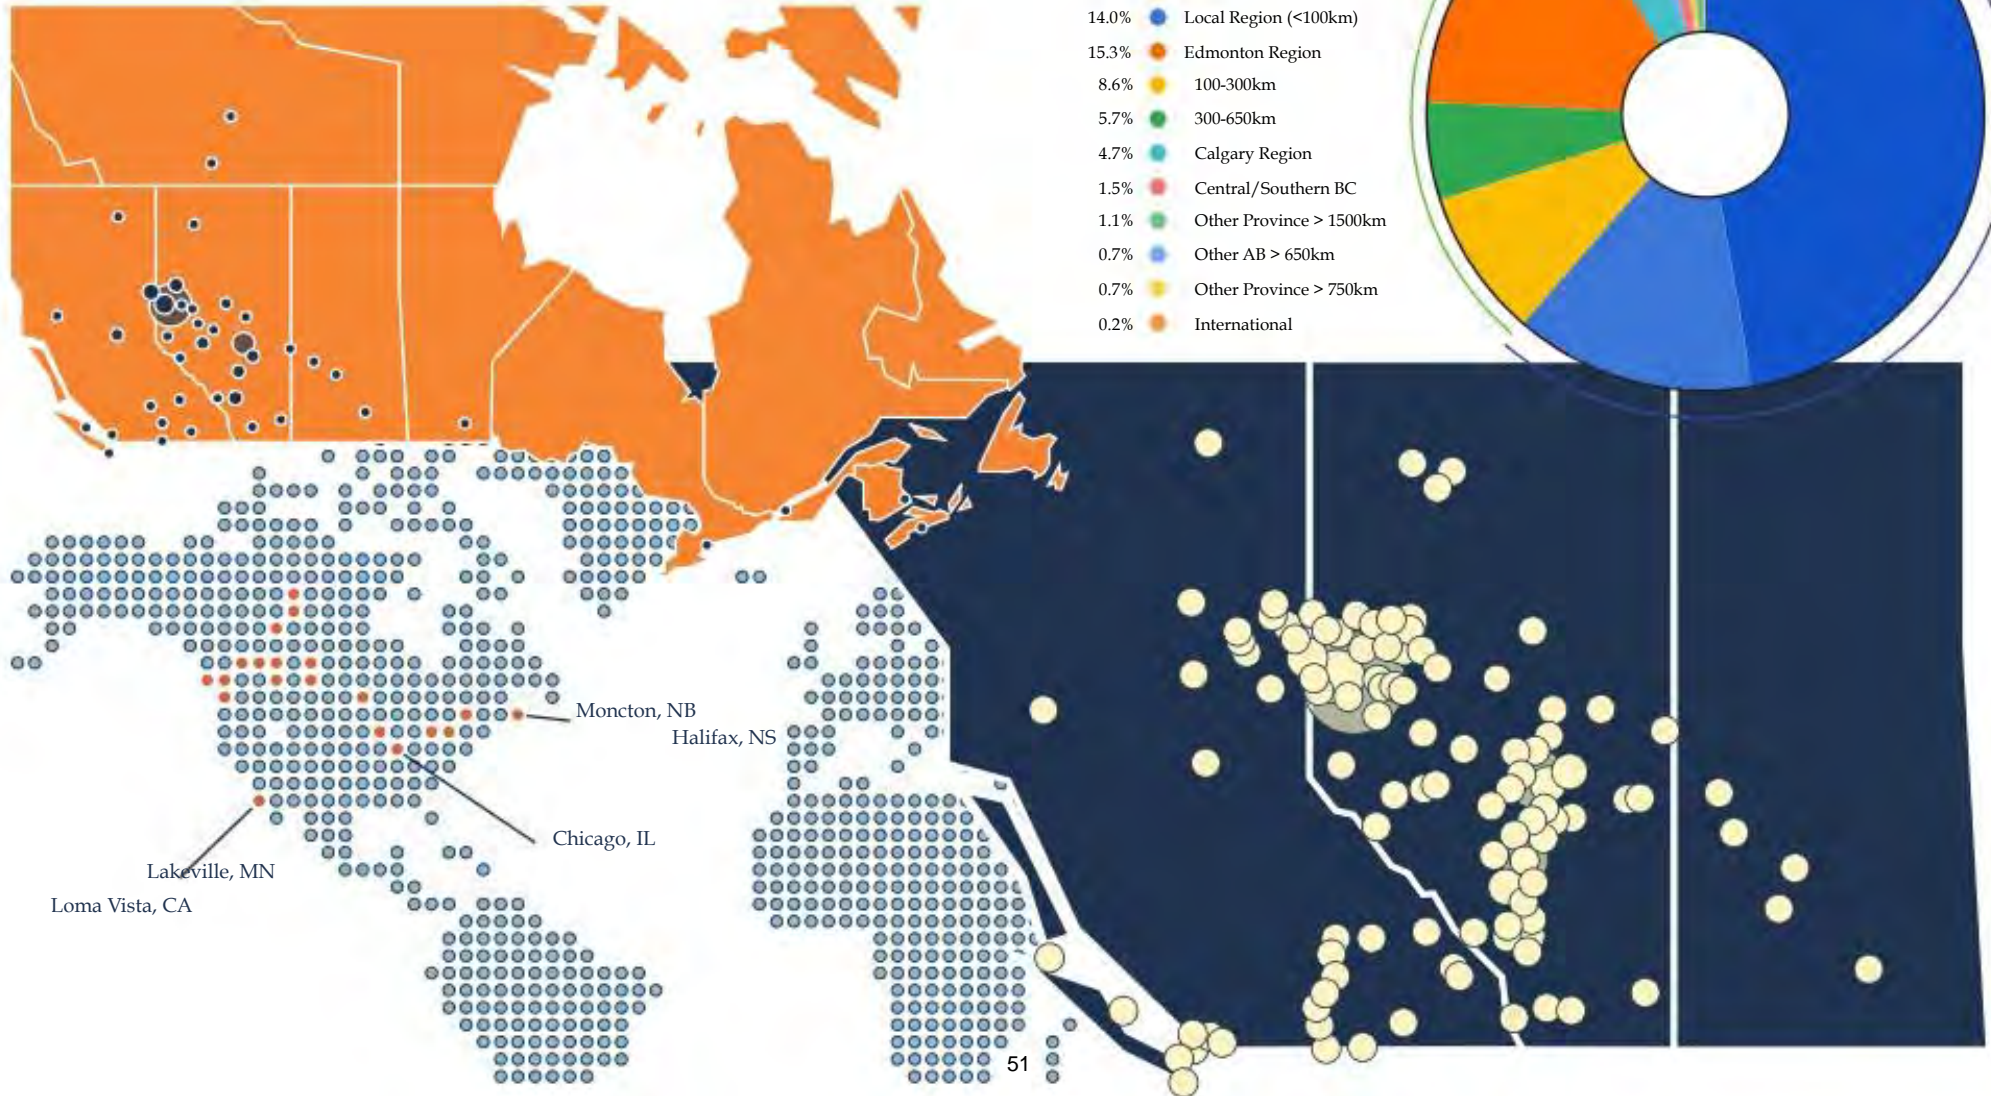 14.0% Local Region (<100km)
15.3% Edmonton Region
8.6% 100-300km
5.7% 300-650km
4.7% Calgary Region
1.5% Central/Southern BC
1.1% Other Province > 1500km
0.7% Other AB > 650km
0.7% Other Province > 750km
0.2% International
Moncton, NB
Halifax, NS
Chicago, IL
Lakeville, MN
Loma Vista, CA
51